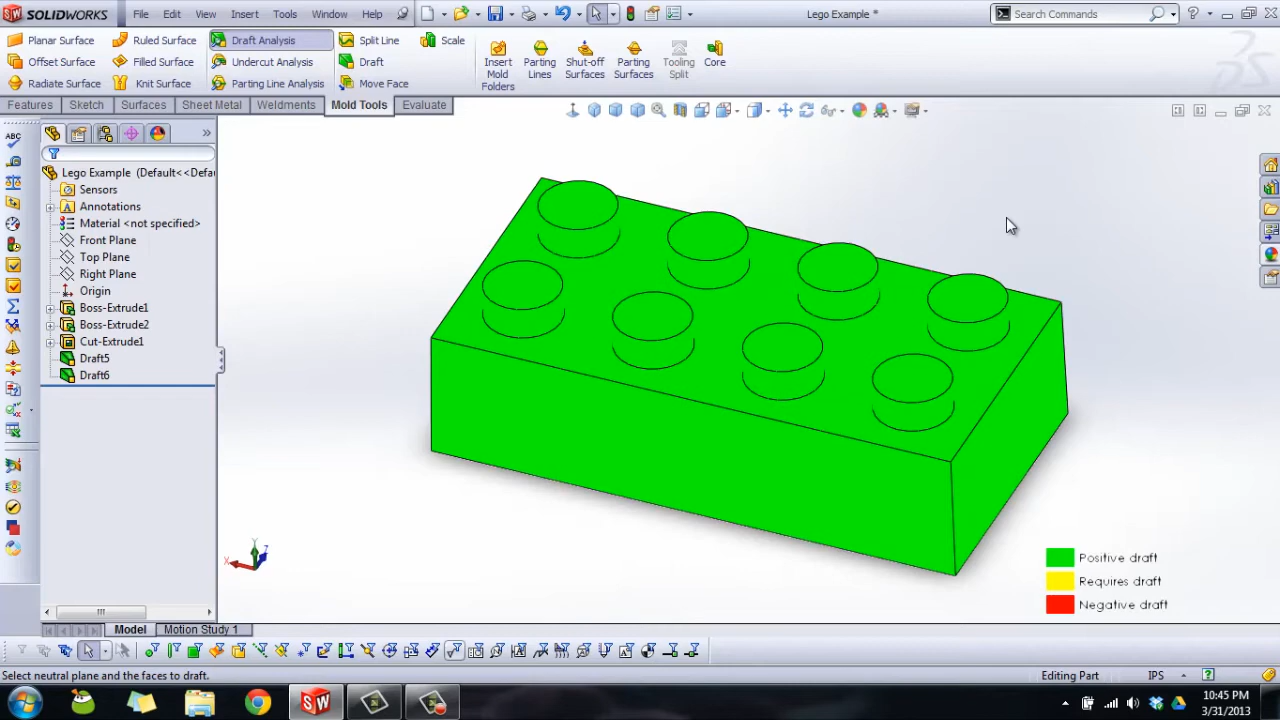 SOLIDWORKS File Edit View Insert Tools Window Help Lego Example * Search Commands
Planar Surface Ruled Surface Draft Analysis Split Line Scale
Offset Surface Filled Surface Undercut Analysis Draft
Radiate Surface Knit Surface Parting Line Analysis Move Face
Insert Mold Folders
Parting Lines
Shut-off Surfaces
Parting Surfaces
Tooling Split
Core
Features Sketch Surfaces Sheet Metal Weldments Mold Tools Evaluate
Lego Example (Default<<Defau
Sensors
Annotations
Material <not specified>
Front Plane
Top Plane
Right Plane
Origin
Boss-Extrude1
Boss-Extrude2
Cut-Extrude1
Draft5
Draft6
ABC
Y
X
Z
Positive draft
Requires draft
Negative draft
Model Motion Study 1
Select neutral plane and the faces to draft. Editing Part IPS
10:45 PM
3/31/2013